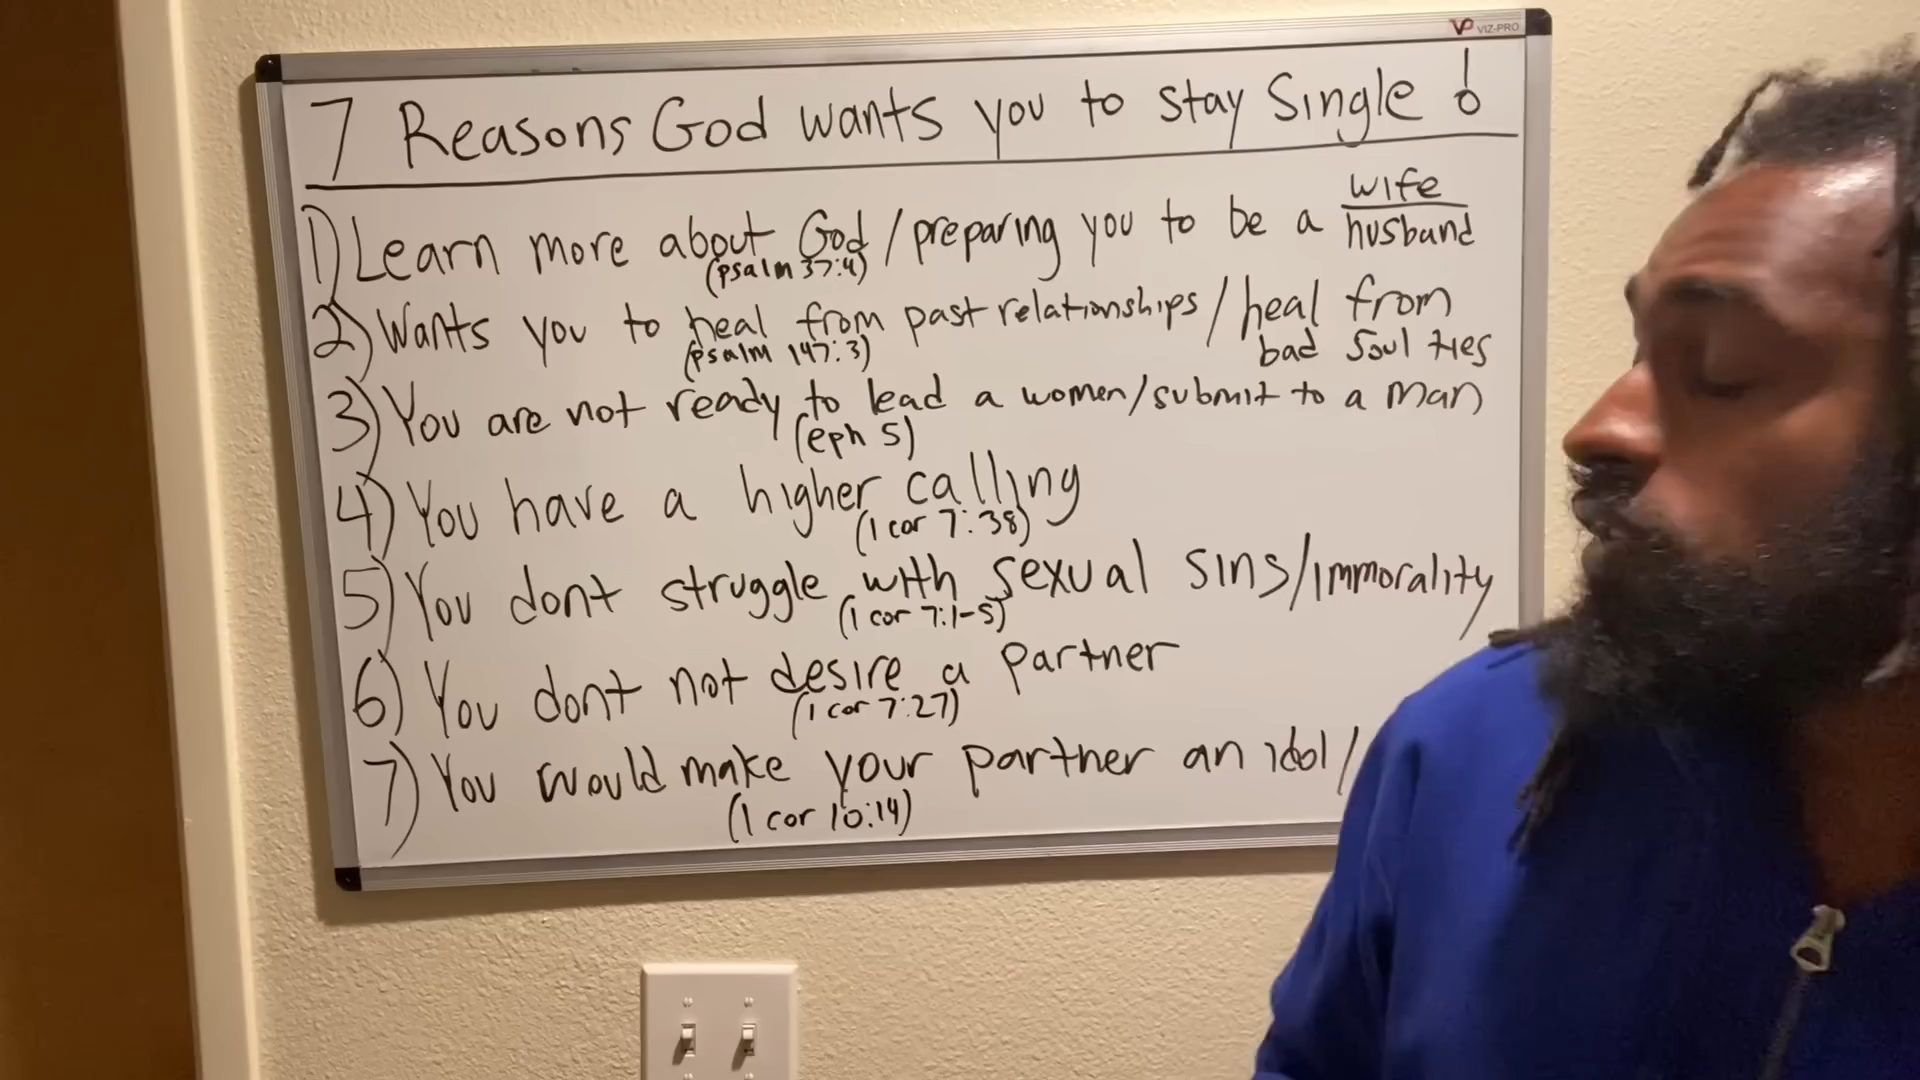 VP VIZ-PRO
7 Reasons God wants you to stay Single !
1) Learn more about God / preparing you to be a wife / husband
(psalm 37:4)
2) Wants you to heal from past relationships / heal from bad soul ties
(psalm 147:3)
3) You are not ready to lead a women/submit to a man
(eph 5)
4) You have a higher calling
(1 cor 7:38)
5) You dont struggle with sexual sins/immorality
(1 cor 7:1-5)
6) You dont not desire a partner
(1 cor 7:27)
7) You would make your partner an idol/
(1 cor 10:14)